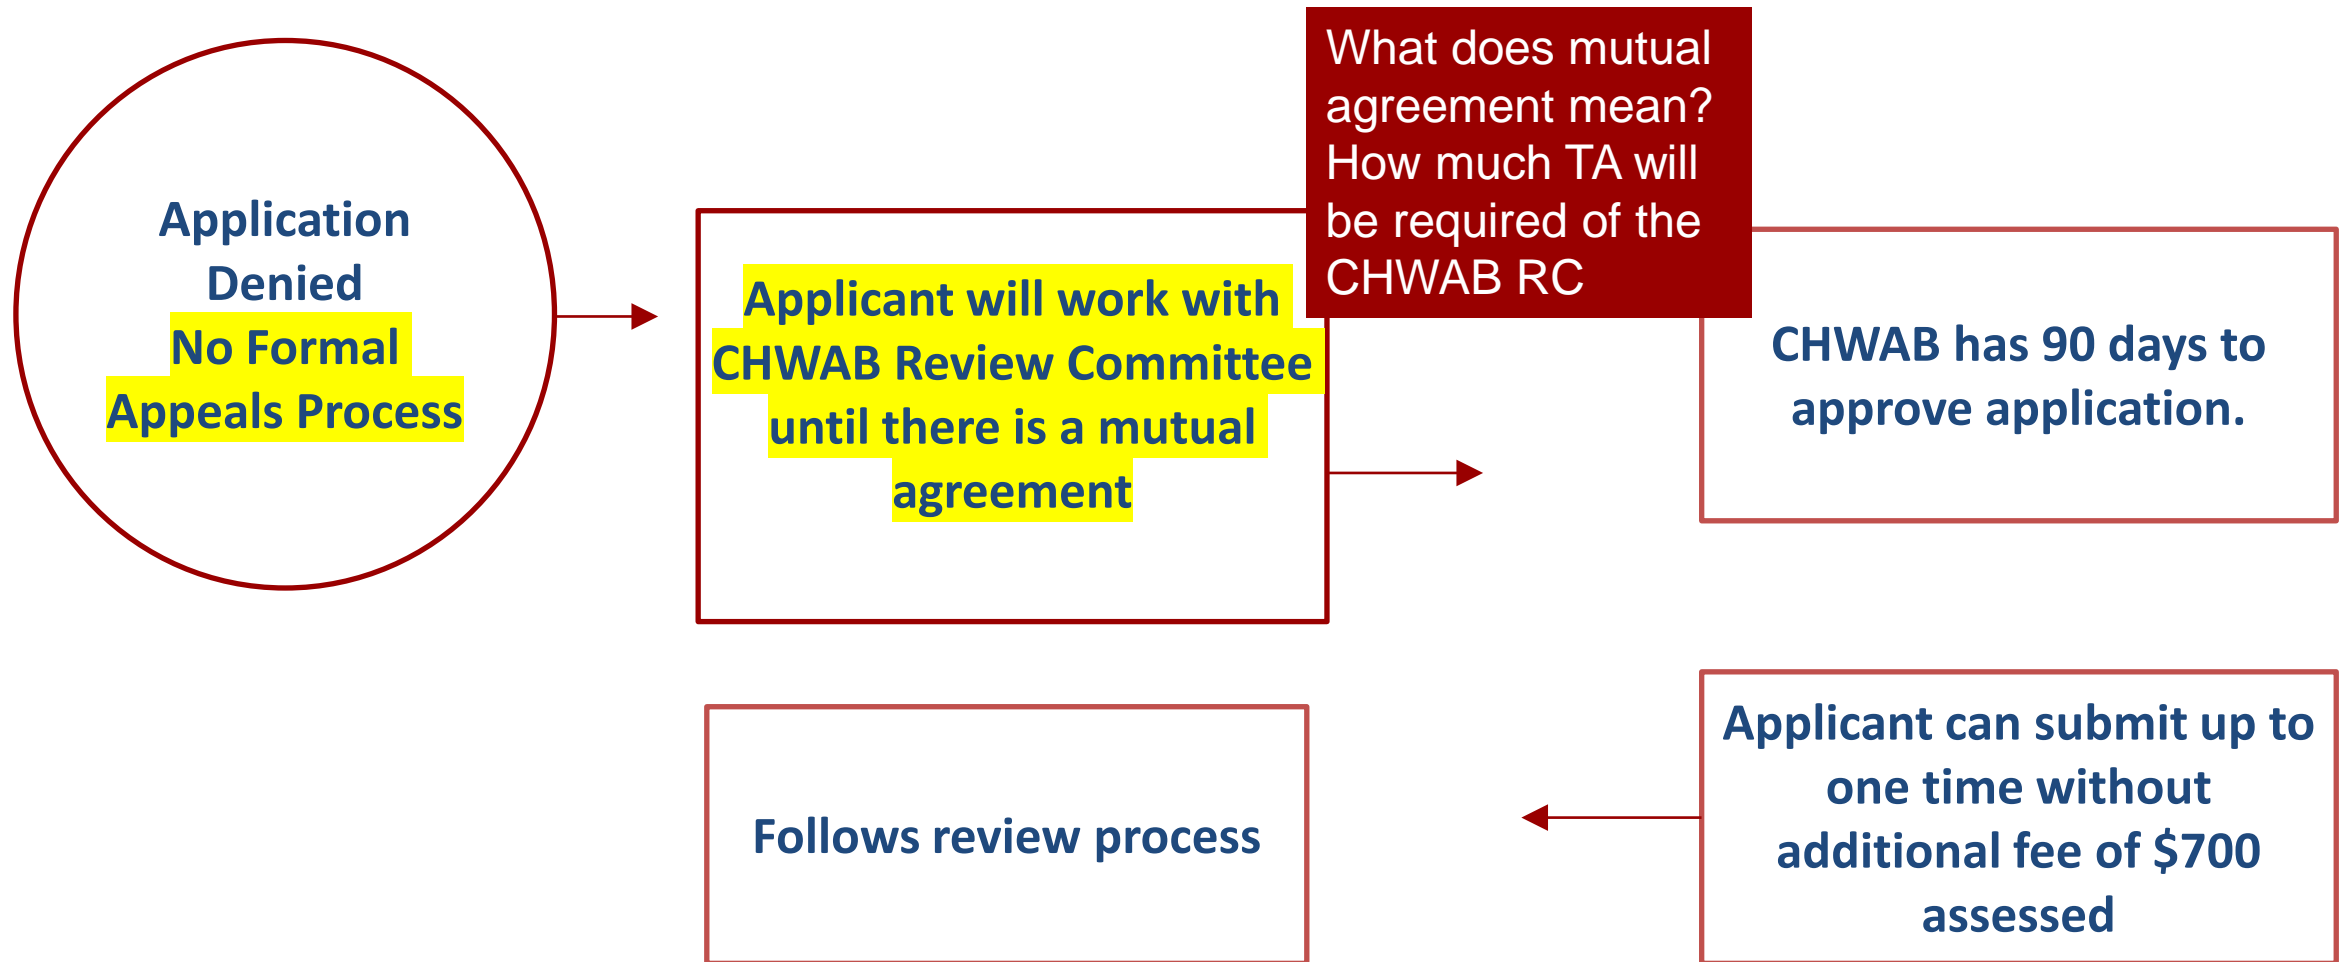 Application
Denied
No Formal
Appeals Process
Applicant will work with
CHWAB Review Committee
until there is a mutual
agreement
What does mutual
agreement mean?
How much TA will
be required of the
CHWAB RC
CHWAB has 90 days to
approve application.
Applicant can submit up to
one time without
additional fee of $700
assessed
Follows review process